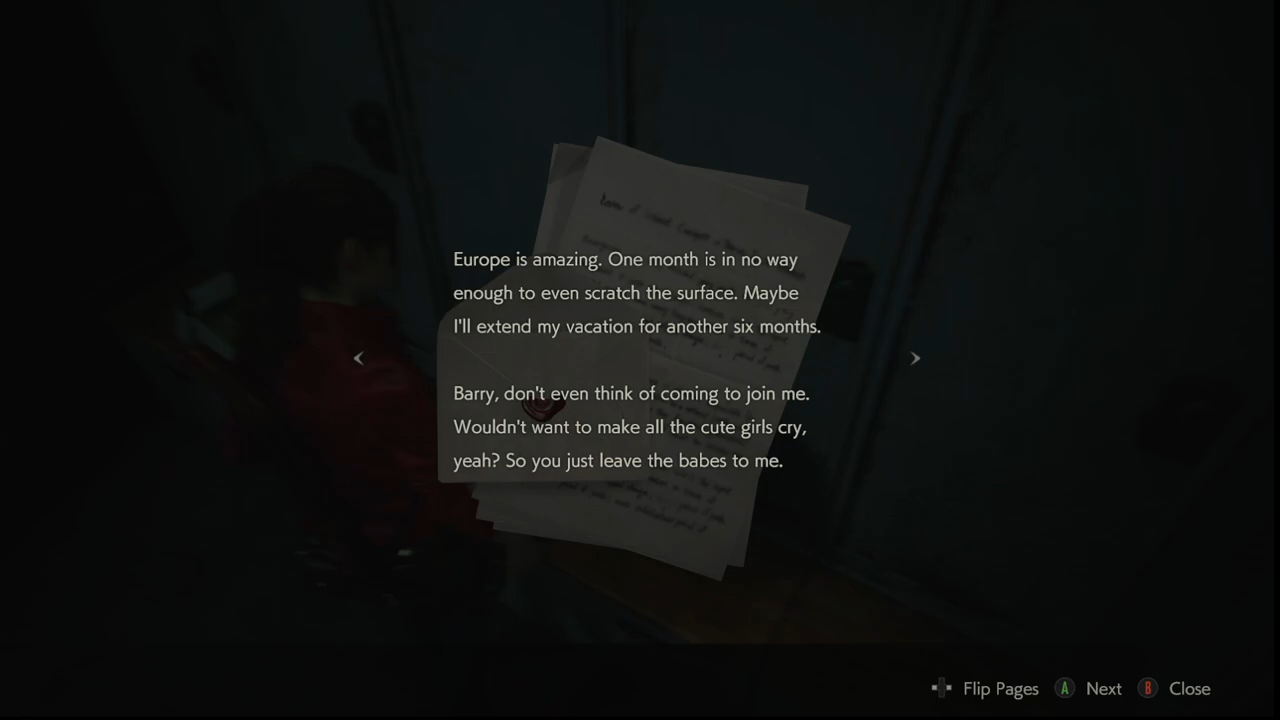 Europe is amazing. One month is in no way
enough to even scratch the surface. Maybe
I'll extend my vacation for another six months.
Barry, don't even think of coming to join me.
Wouldn't want to make all the cute girls cry,
yeah? So you just leave the babes to me.
Flip Pages A Next B Close